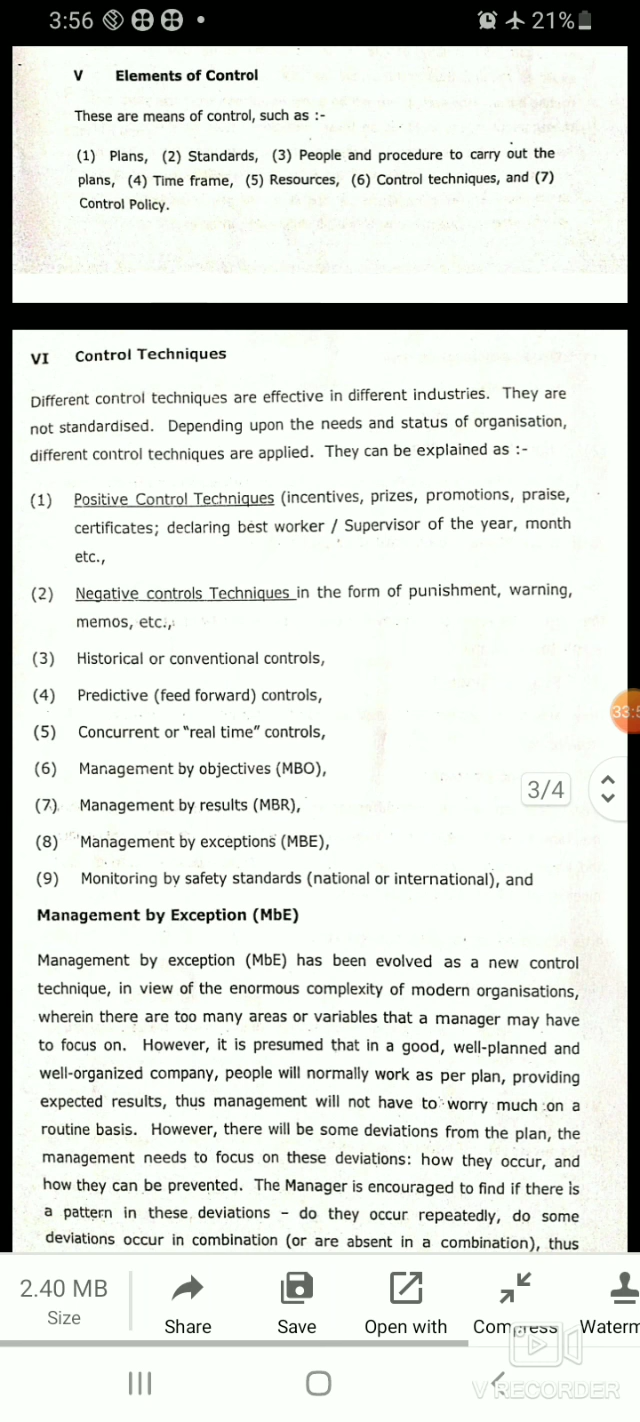 3:56 • 21%
V Elements of Control
These are means of control, such as :-
(1) Plans, (2) Standards, (3) People and procedure to carry out the
plans, (4) Time frame, (5) Resources, (6) Control techniques, and (7)
Control Policy.
VI Control Techniques
Different control techniques are effective in different industries. They are
not standardised. Depending upon the needs and status of organisation,
different control techniques are applied. They can be explained as :-
(1) Positive Control Techniques (incentives, prizes, promotions, praise,
certificates; declaring best worker / Supervisor of the year, month
etc.,
(2) Negative controls Techniques in the form of punishment, warning,
memos, etc.,
(3) Historical or conventional controls,
(4) Predictive (feed forward) controls,
(5) Concurrent or "real time" controls,
33:5
(6) Management by objectives (MBO),
3/4
(7) Management by results (MBR),
(8) Management by exceptions (MBE),
(9) Monitoring by safety standards (national or international), and
Management by Exception (MbE)
Management by exception (MbE) has been evolved as a new control
technique, in view of the enormous complexity of modern organisations,
wherein there are too many areas or variables that a manager may have
to focus on. However, it is presumed that in a good, well-planned and
well-organized company, people will normally work as per plan, providing
expected results, thus management will not have to worry much on a
routine basis. However, there will be some deviations from the plan, the
management needs to focus on these deviations: how they occur, and
how they can be prevented. The Manager is encouraged to find if there is
a pattern in these deviations – do they occur repeatedly, do some
deviations occur in combination (or are absent in a combination), thus
2.40 MB
Size
Share Save Open with Compress Waterm
VRECORDER